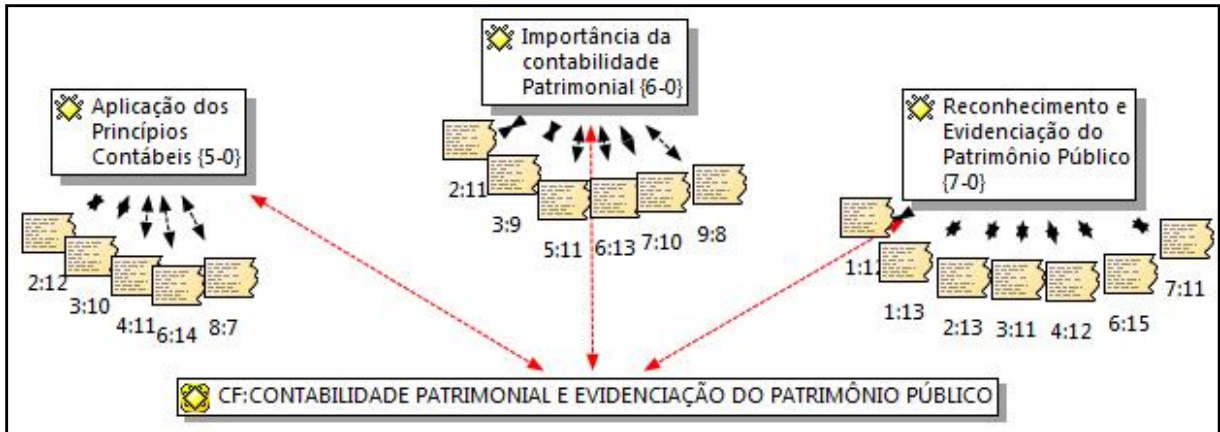 Importância da
contabilidade
Patrimonial {6-0}
Aplicação dos
Princípios
Contábeis {5-0}
Reconhecimento e
Evidenciação do
Patrimônio Público
{7-0}
2:11
3:9
5:11
6:13
7:10
9:8
2:12
3:10
4:11
6:14
8:7
1:12
1:13
2:13
3:11
4:12
6:15
7:11
CF:CONTABILIDADE PATRIMONIAL E EVIDENCIAÇÃO DO PATRIMÔNIO PÚBLICO